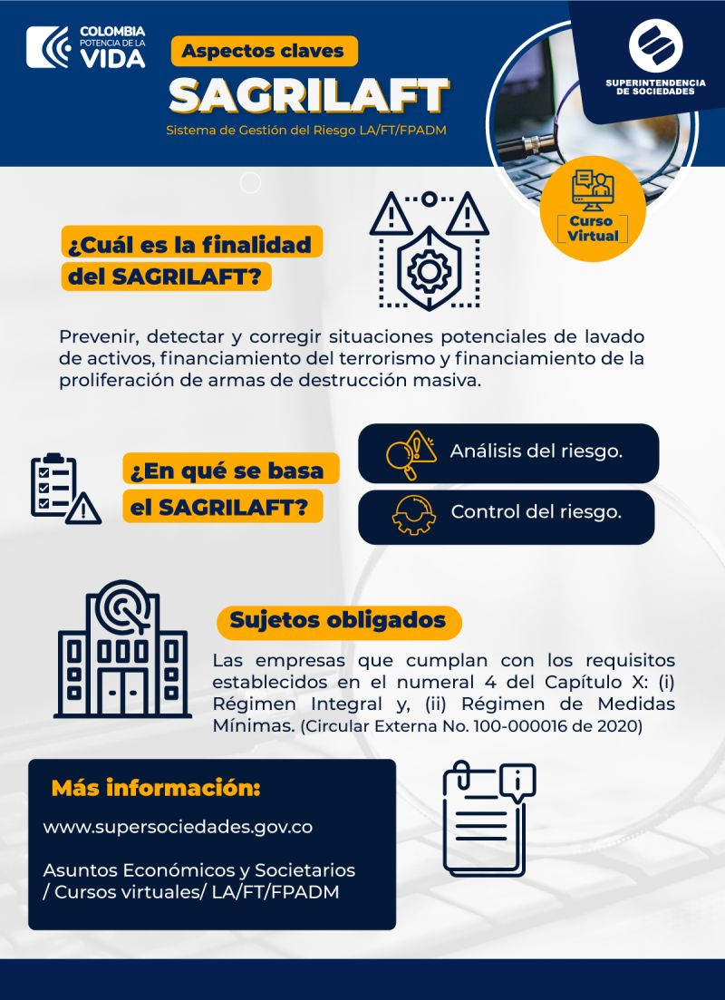 COLOMBIA
POTENCIA DE LA
VIDA
Aspectos claves
SAGRILAFT
Sistema de Gestión del Riesgo LA/FT/FPADM
SUPERINTENDENCIA
DE SOCIEDADES
Curso
Virtual
¿Cuál es la finalidad
del SAGRILAFT?
Prevenir, detectar y corregir situaciones potenciales de lavado
de activos, financiamiento del terrorismo y financiamiento de la
proliferación de armas de destrucción masiva.
¿En qué se basa
el SAGRILAFT?
Análisis del riesgo.
Control del riesgo.
Sujetos obligados
Las empresas que cumplan con los requisitos
establecidos en el numeral 4 del Capítulo X: (i)
Régimen Integral y, (ii) Régimen de Medidas
Mínimas. (Circular Externa No. 100-000016 de 2020)
Más información:
www.supersociedades.gov.co
Asuntos Económicos y Societarios
/ Cursos virtuales/ LA/FT/FPADM